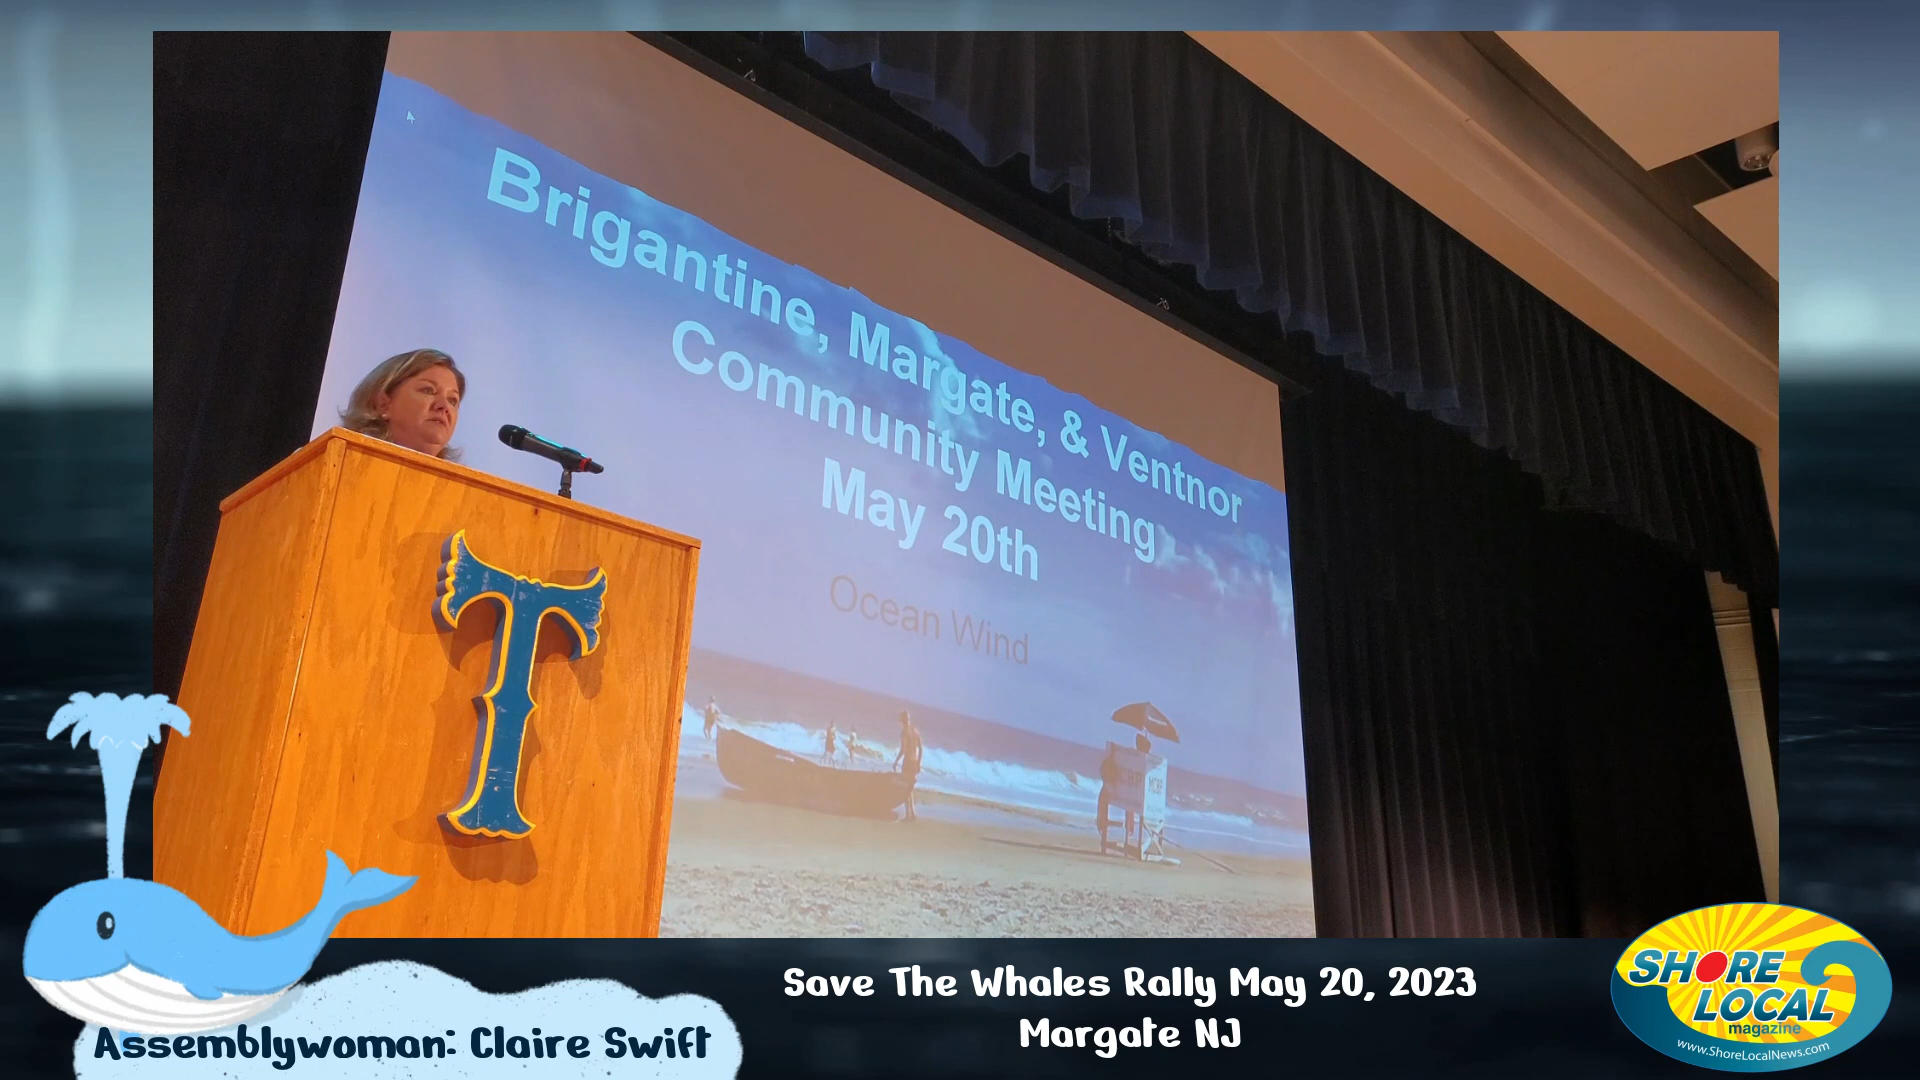 Brigantine, Margate, & Ventnor
Community Meeting
May 20th
Ocean Wind
T
Save The Whales Rally May 20, 2023
Margate NJ
Assemblywoman: Claire Swift
SHORE
LOCAL
magazine
www.ShoreLocalNews.com